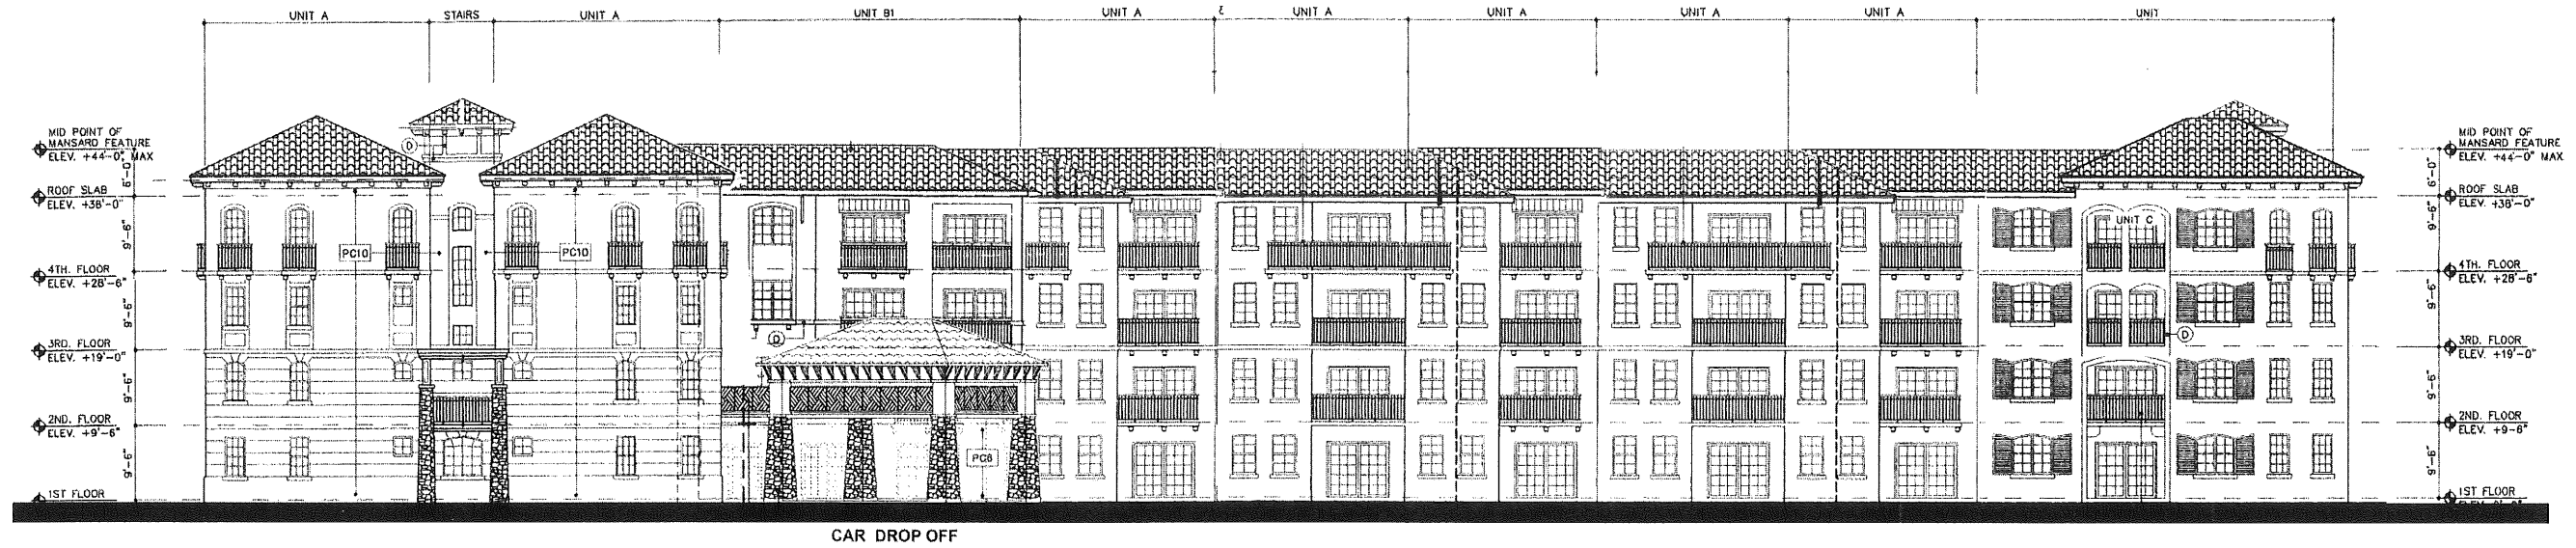 UNIT A
STAIRS
UNIT A
UNIT B1
UNIT A
UNIT A
UNIT A
UNIT A
UNIT A
UNIT
MID POINT OF
MANSARD FEATURE
ELEV. +44'-0" MAX
6'-0"
ROOF SLAB
ELEV. +38'-0"
9'-6"
4TH. FLOOR
ELEV. +28'-6"
9'-6"
3RD. FLOOR
ELEV. +19'-0"
9'-6"
2ND. FLOOR
ELEV. +9'-6"
9'-6"
1ST FLOOR
D
PC10
PC10
D
PC6
UNIT C
D
MID POINT OF
MANSARD FEATURE
ELEV. +44'-0" MAX
6'-0"
ROOF SLAB
ELEV. +38'-0"
9'-6"
4TH. FLOOR
ELEV. +28'-6"
9'-6"
3RD. FLOOR
ELEV. +19'-0"
9'-6"
2ND. FLOOR
ELEV. +9-6"
9'-6"
1ST FLOOR
CAR DROP OFF